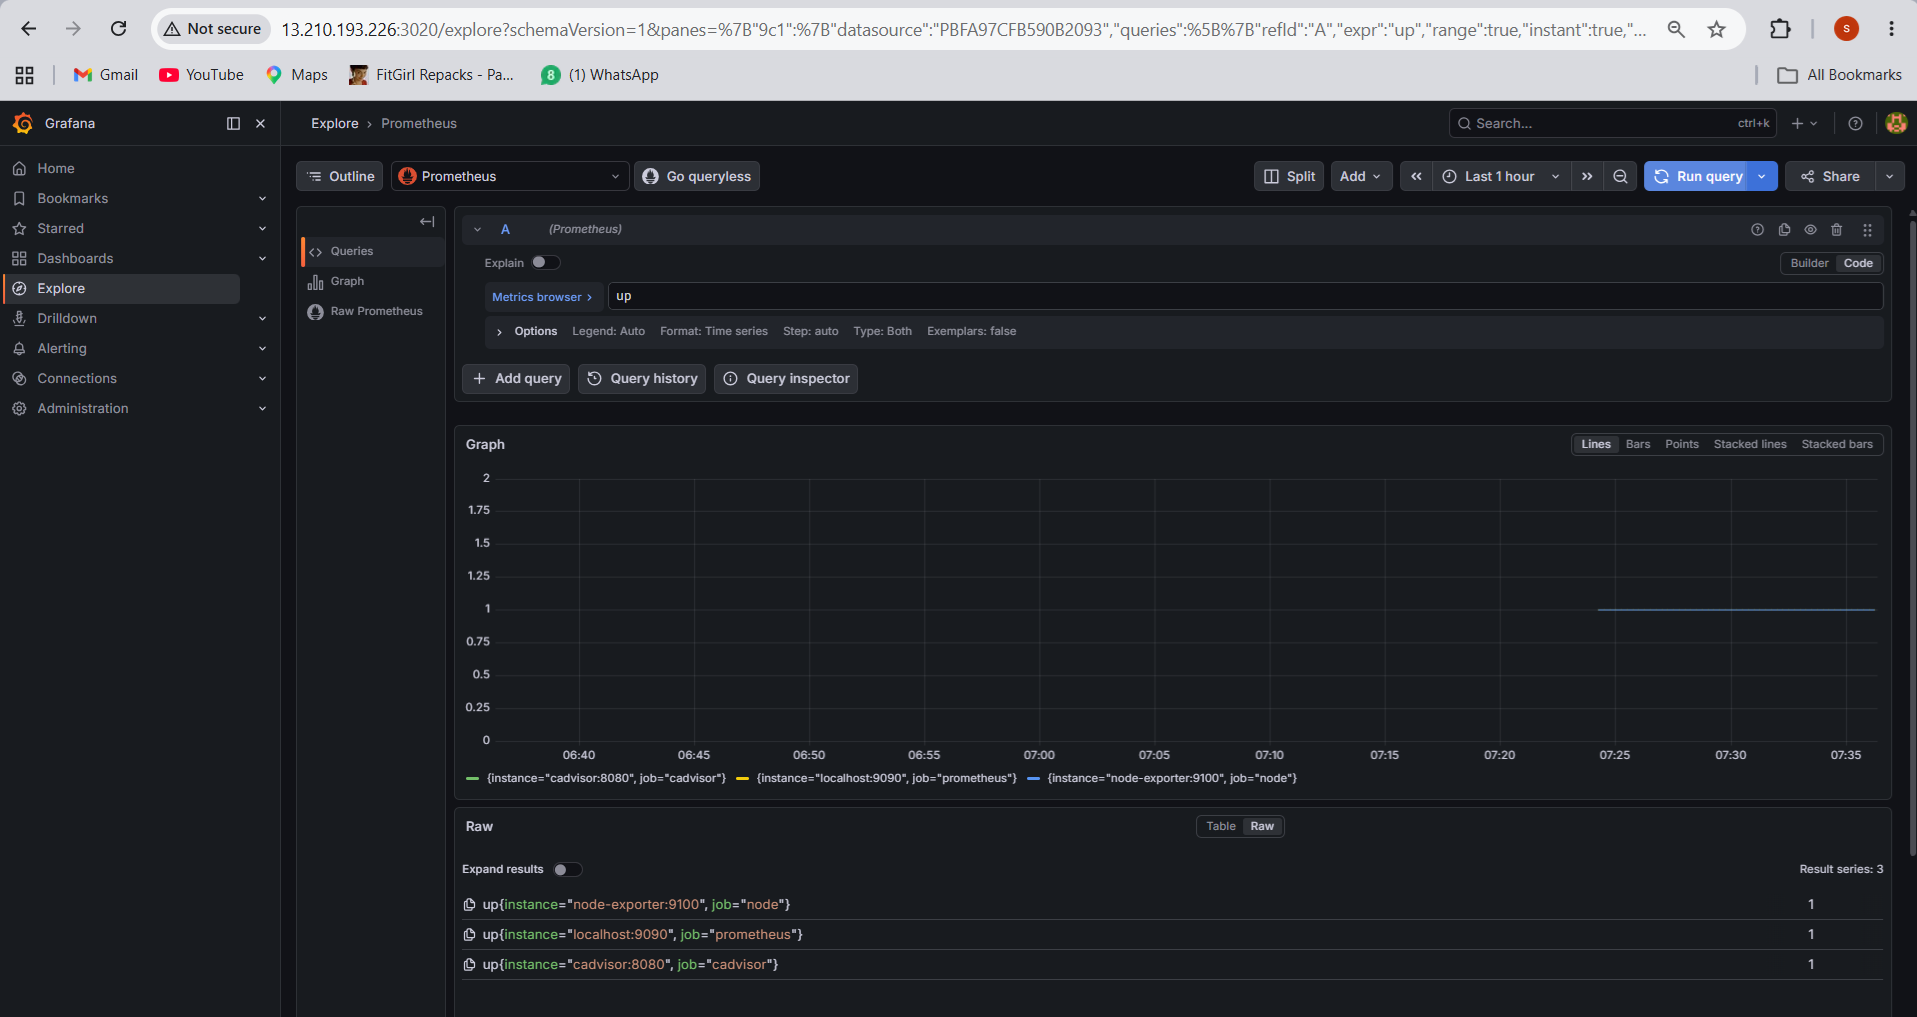 Not secure 13.210.193.226:3020/explore?schemaVersion=1&panes=%7B"9c1":%7B"datasource":"PBFA97CFB590B2093","queries":%5B%7B"refId":"A","expr":"up","range":true,"instant":true,"... S
Gmail YouTube Maps FitGirl Repacks - Pa... 8 (1) WhatsApp All Bookmarks
Grafana Explore › Prometheus Search... ctrl+k
Home
Bookmarks
Starred
Dashboards
Explore
Drilldown
Alerting
Connections
Administration
Outline Prometheus Go queryless Split Add Last 1 hour Run query Share
Queries
Graph
Raw Prometheus
A (Prometheus)
Explain Builder Code
Metrics browser > up
Options Legend: Auto Format: Time series Step: auto Type: Both Exemplars: false
+ Add query Query history Query inspector
Graph Lines Bars Points Stacked lines Stacked bars
2
1.75
1.5
1.25
1
0.75
0.5
0.25
0
06:40 06:45 06:50 06:55 07:00 07:05 07:10 07:15 07:20 07:25 07:30 07:35
{instance="cadvisor:8080", job="cadvisor"} {instance="localhost:9090", job="prometheus"} {instance="node-exporter:9100", job="node"}
Raw Table Raw
Expand results Result series: 3
up{instance="node-exporter:9100", job="node"} 1
up{instance="localhost:9090", job="prometheus"} 1
up{instance="cadvisor:8080", job="cadvisor"} 1